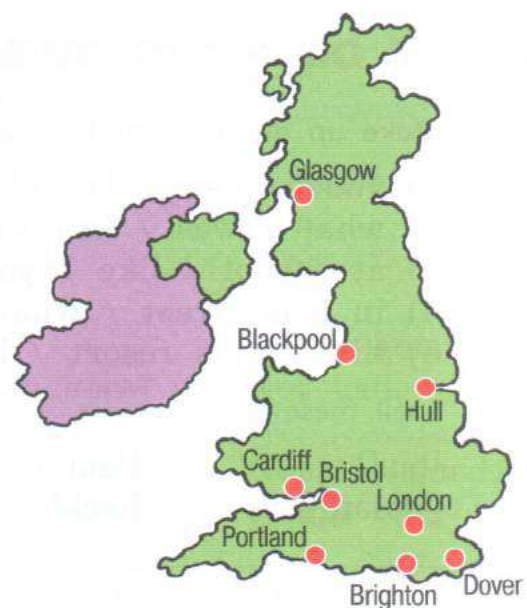 Glasgow
Blackpool
Hull
Cardiff
Bristol
London
Portland
Dover
Brighton